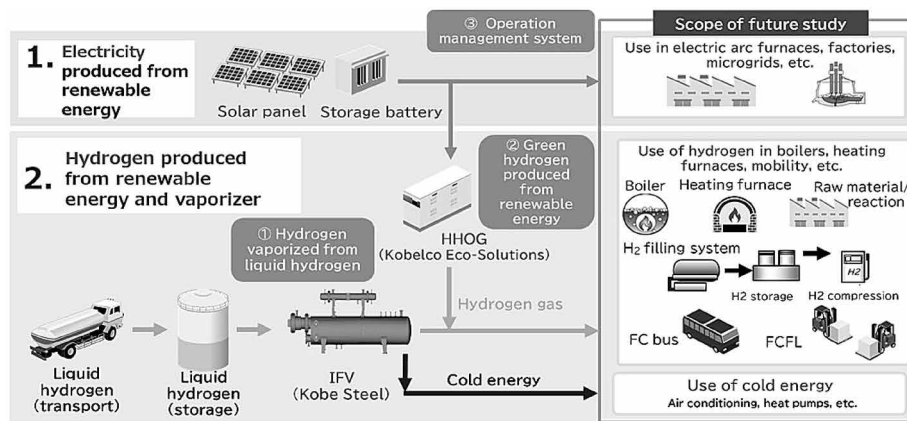 ③ Operation
management system
Scope of future study
1. Electricity
produced from
renewable
energy
Solar panel
Storage battery
Use in electric arc furnaces, factories,
microgrids, etc.
2. Hydrogen produced
from renewable
energy and vaporizer
② Green
hydrogen
produced
from
renewable
energy
① Hydrogen
vaporized from
liquid hydrogen
HHOG
(Kobelco Eco-Solutions)
Hydrogen gas
Liquid
hydrogen
(transport)
Liquid
hydrogen
(storage)
IFV
(Kobe Steel)
Cold energy
Use of hydrogen in boilers, heating
furnaces, mobility, etc.
Boiler
Heating furnace
Raw material/
reaction
H2 filling system
H2
H2 storage
H2 compression
FC bus
FCFL
Use of cold energy
Air conditioning, heat pumps, etc.